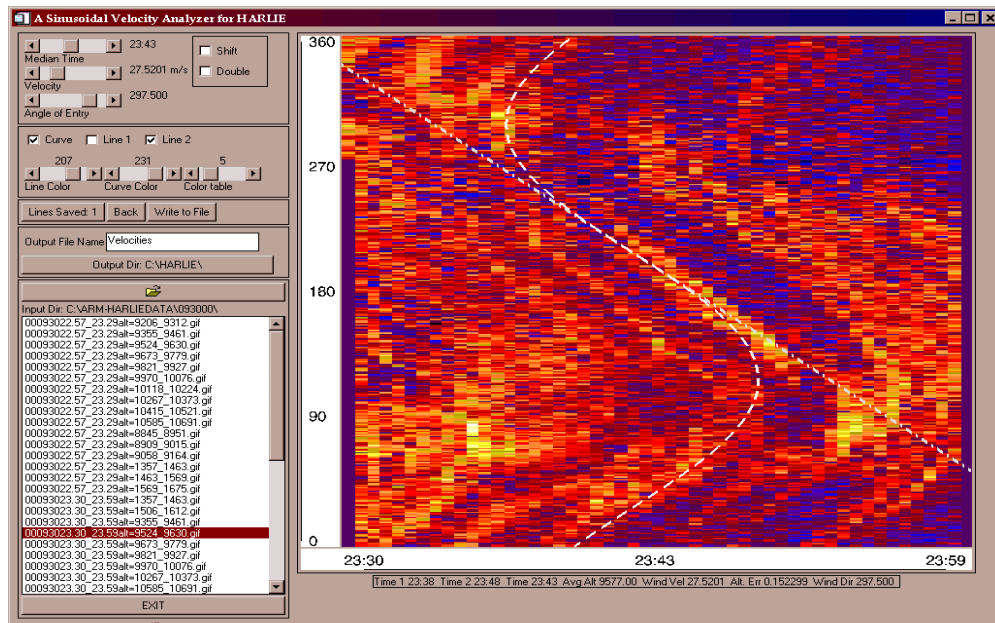 A Sinusoidal Velocity Analyzer for HARLIE
23:43
Median Time
27.5201 m/s
Velocity
297.500
Angle of Entry
Shift
Double
Curve Line 1 Line 2
207 231 5
Line Color Curve Color Color table
Lines Saved: 1 Back Write to File
Output File Name Velocities
Output Dir: C:\HARLIE\
Input Dir: C:\ARM-HARLIEDATA\093000\
00093022.57_23.29alt=9206_9312.gif
00093022.57_23.29alt=9355_9461.gif
00093022.57_23.29alt=9524_9630.gif
00093022.57_23.29alt=9673_9779.gif
00093022.57_23.29alt=9821_9927.gif
00093022.57_23.29alt=9970_10076.gif
00093022.57_23.29alt=10118_10224.gif
00093022.57_23.29alt=10267_10373.gif
00093022.57_23.29alt=10415_10521.gif
00093022.57_23.29alt=10585_10691.gif
00093022.57_23.29alt=8845_8951.gif
00093022.57_23.29alt=8909_9015.gif
00093022.57_23.29alt=9058_9164.gif
00093022.57_23.29alt=1357_1463.gif
00093022.57_23.29alt=1463_1569.gif
00093022.57_23.29alt=1569_1675.gif
00093023.30_23.59alt=1357_1463.gif
00093023.30_23.59alt=1506_1612.gif
00093023.30_23.59alt=9355_9461.gif
00093023.30_23.59alt=9524_9630.gif
00093023.30_23.59alt=9673_9779.gif
00093023.30_23.59alt=9821_9927.gif
00093023.30_23.59alt=9970_10076.gif
00093023.30_23.59alt=10267_10373.gif
00093023.30_23.59alt=10585_10691.gif
EXIT
360
270
180
90
0
23:30 23:43 23:59
Time 1 23:38 Time 2 23:48 Time 23:43 Avg Alt 9577.00 Wind Vel 27.5201 Alt. Err 0.152299 Wind Dir 297.500